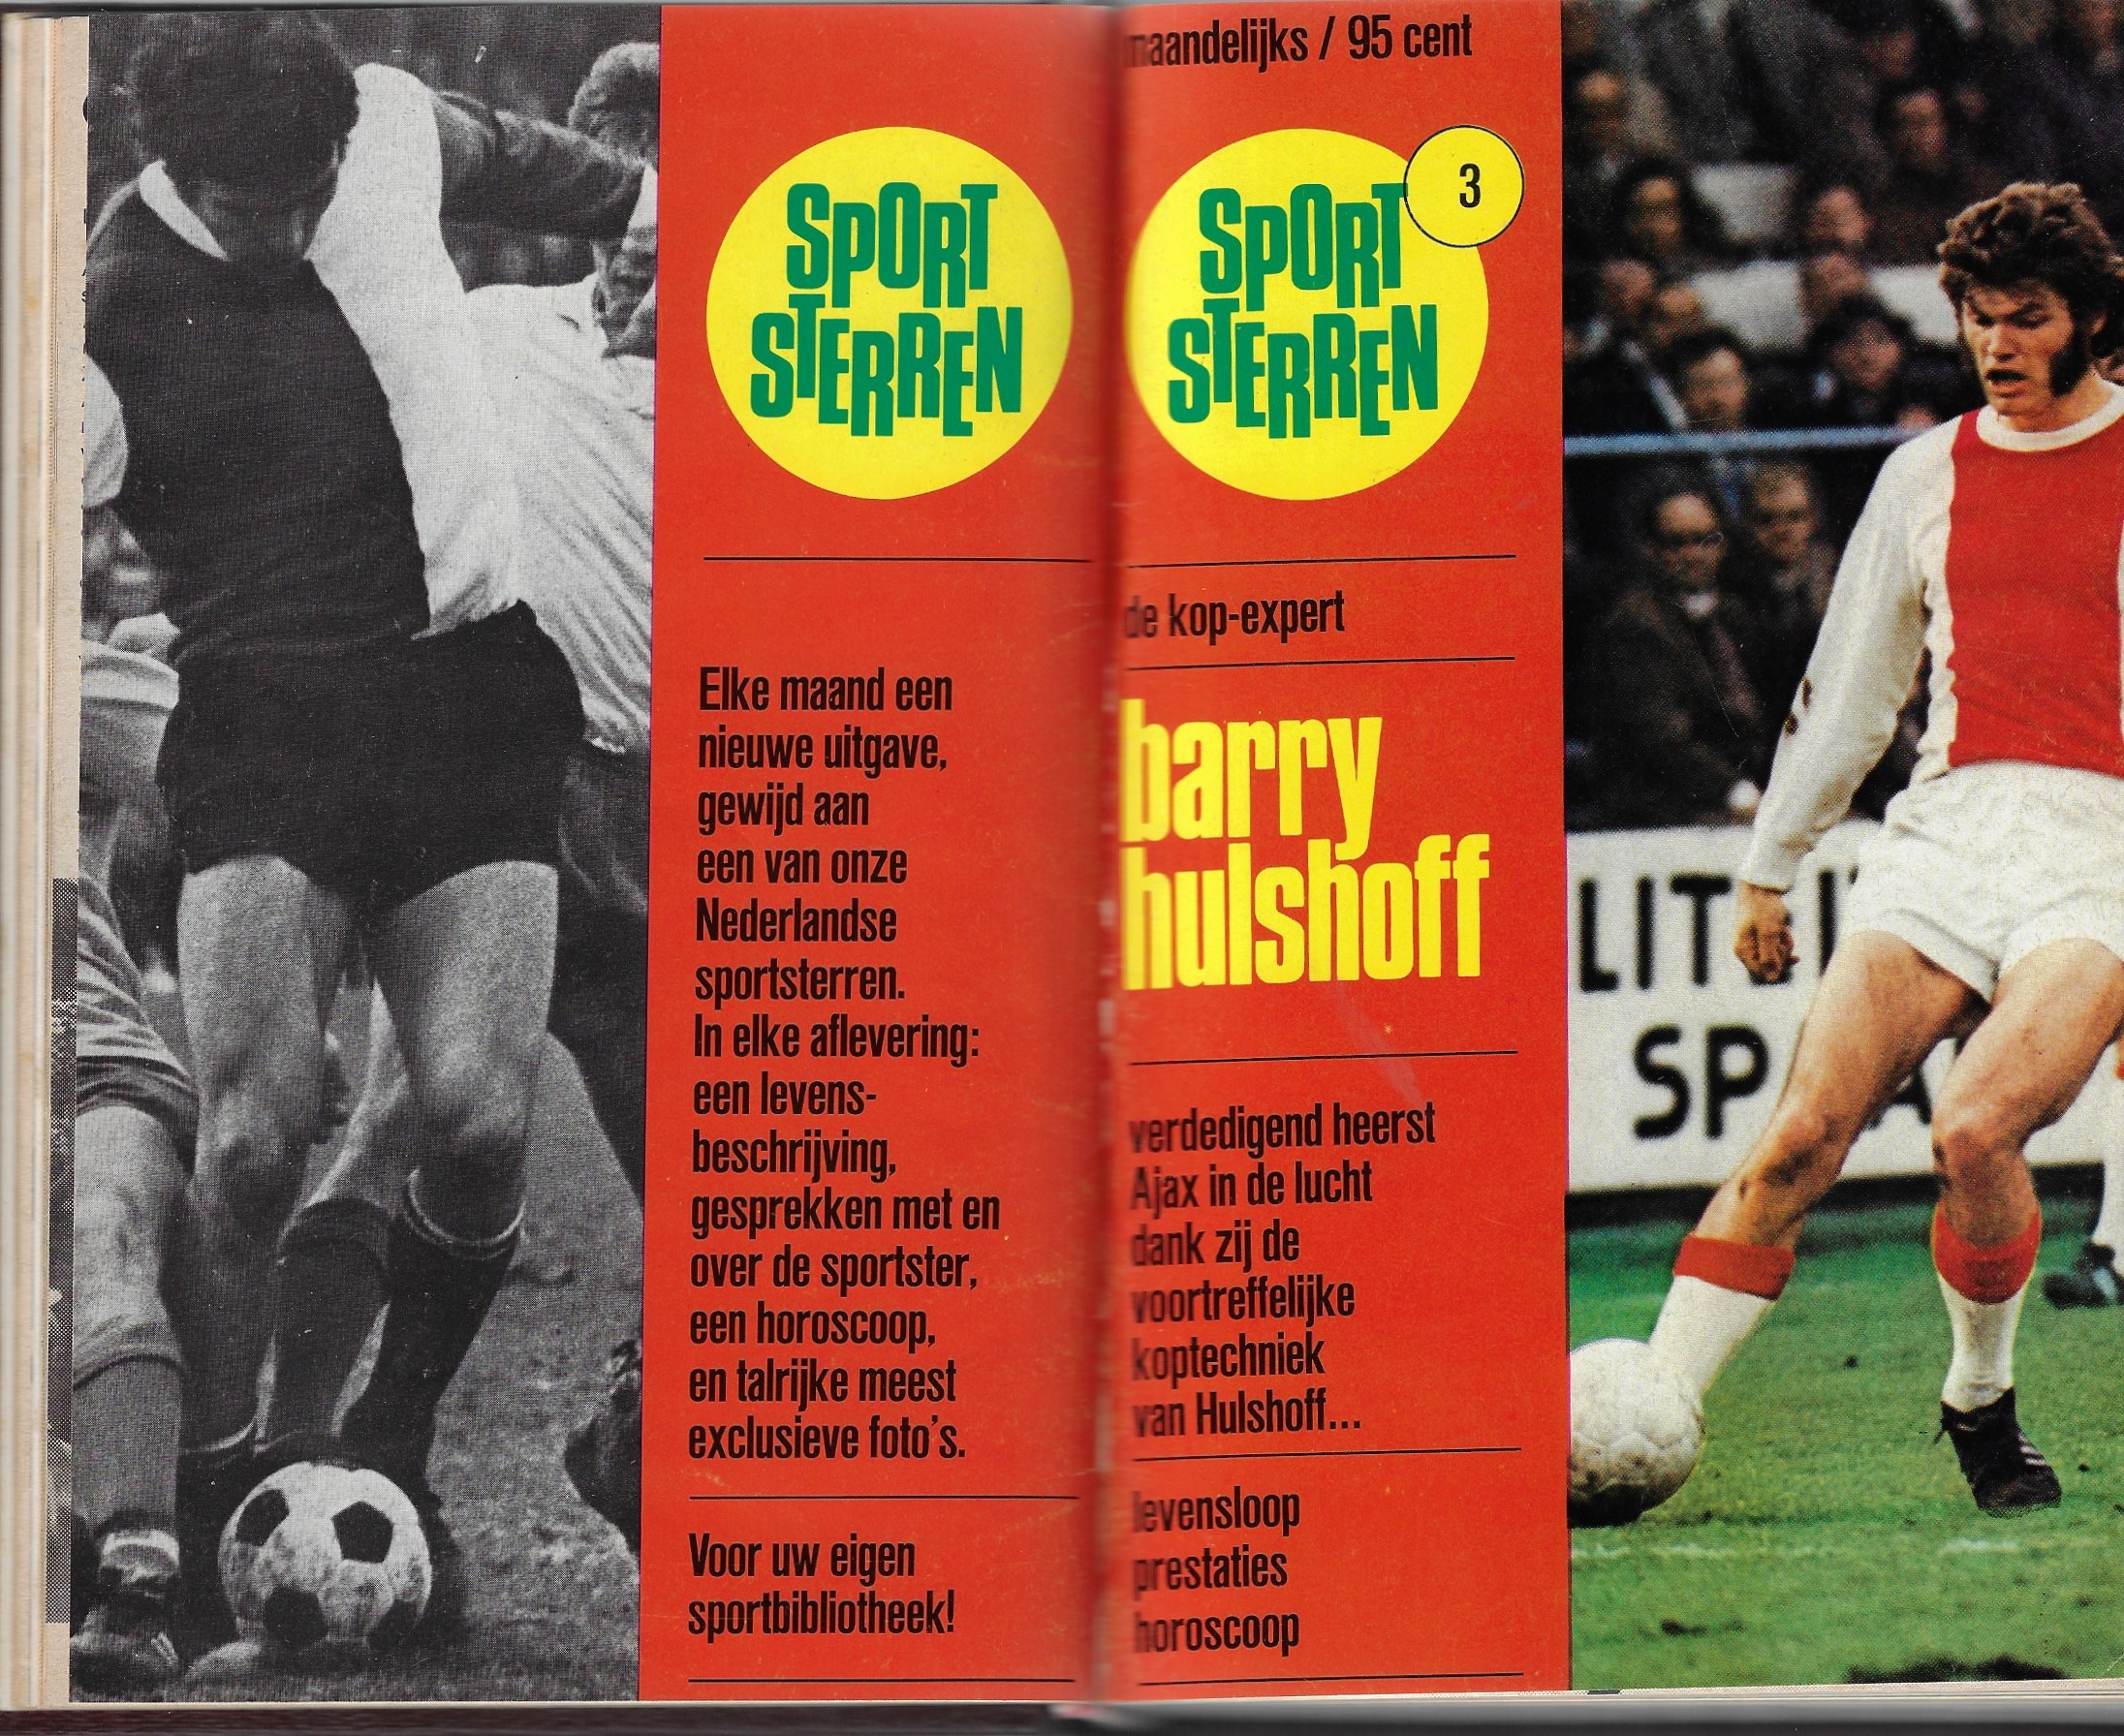 SPORT
STERREN
Elke maand een
nieuwe uitgave,
gewijd aan
een van onze
Nederlandse
sportsterren.
In elke aflevering:
een levens-
beschrijving,
gesprekken met en
over de sportster,
een horoscoop,
en talrijke meest
exclusieve foto's.
Voor uw eigen
sportbibliotheek!
maandelijks / 95 cent
SPORT
STERREN
3
de kop-expert
barry
hulshoff
verdedigend heerst
Ajax in de lucht
dank zij de
voortreffelijke
koptechniek
van Hulshoff...
levensloop
prestaties
horoscoop